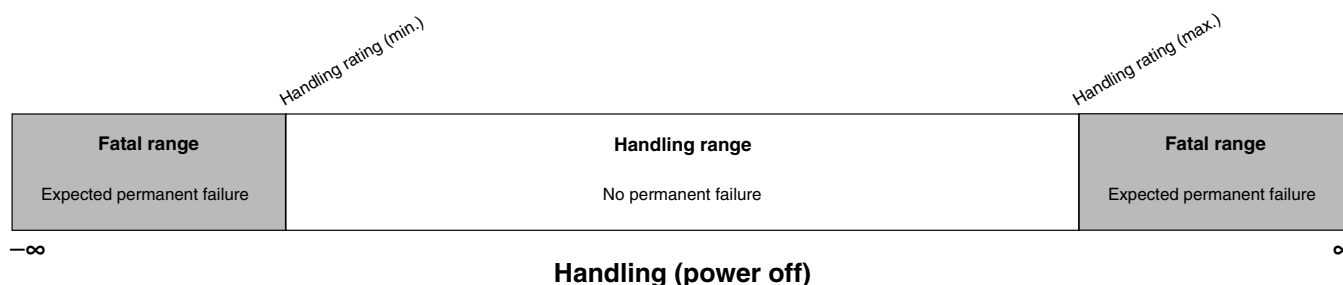 Handling rating (min.)
Handling rating (max.)
Fatal range
Handling range
Fatal range
Expected permanent failure
No permanent failure
Expected permanent failure
–∞
∞
Handling (power off)